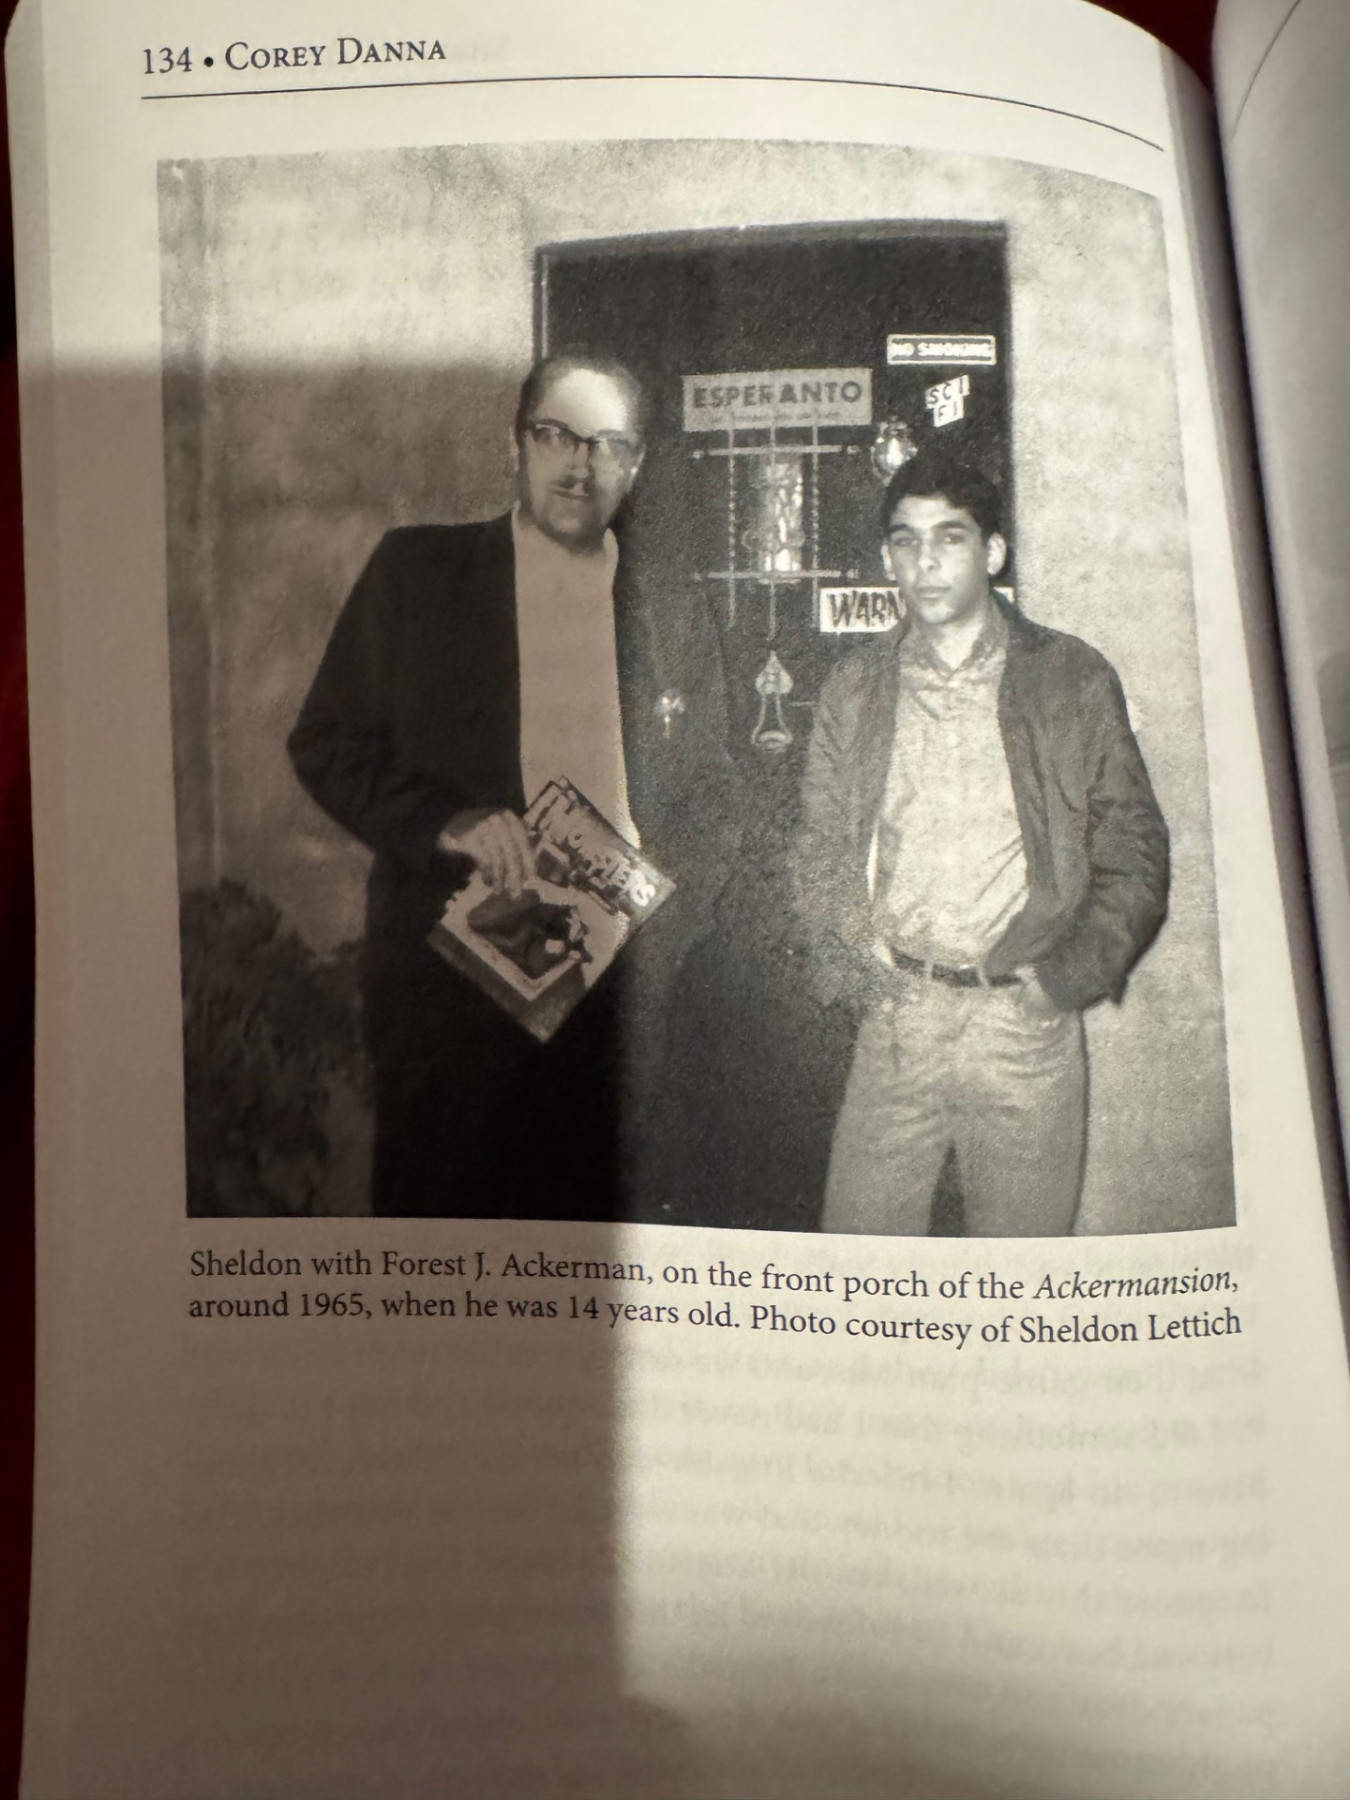 134 • COREY DANNA
NO SMOKING
ESPERANTO
SCI
FI
WARN
MONSTERS
Sheldon with Forest J. Ackerman, on the front porch of the Ackermansion,
around 1965, when he was 14 years old. Photo courtesy of Sheldon Lettich